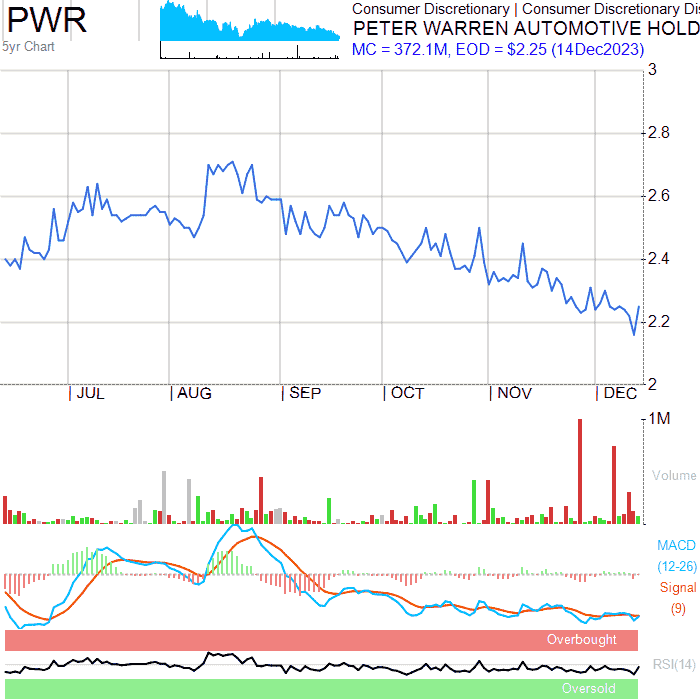 PWR
5yr Chart
Consumer Discretionary | Consumer Discretionary Dis
PETER WARREN AUTOMOTIVE HOLD
MC = 372.1M, EOD = $2.25 (14Dec2023)
3
2.8
2.6
2.4
2.2
2
| JUL | AUG | SEP | OCT | NOV | DEC
1M
Volume
MACD
(12-26)
Signal
(9)
Overbought
RSI(14)
Oversold